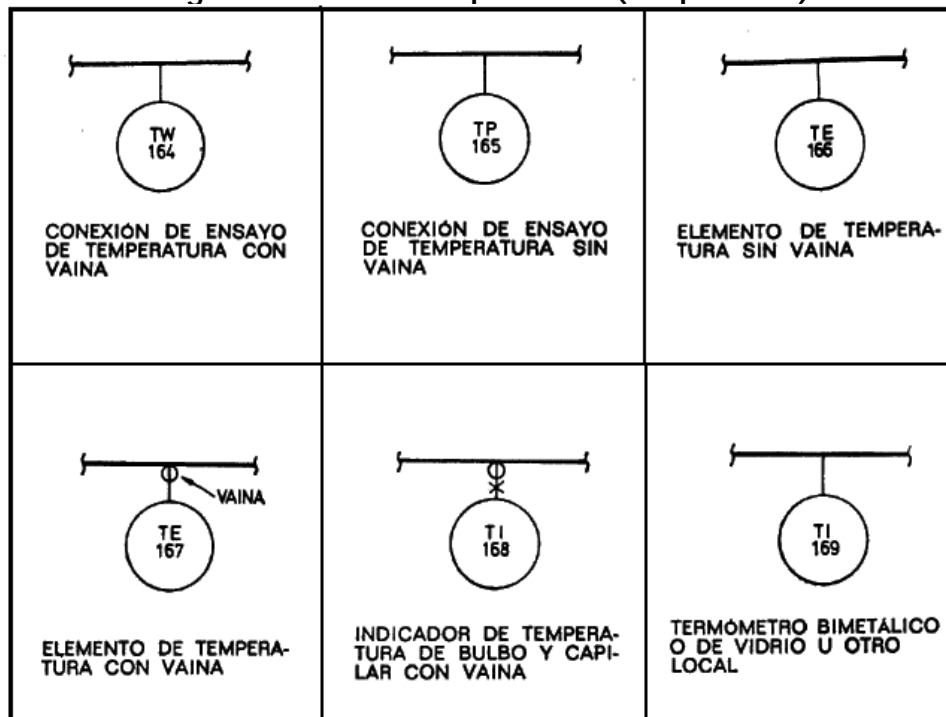 TW
164
CONEXIÓN DE ENSAYO
DE TEMPERATURA CON
VAINA
TP
165
CONEXIÓN DE ENSAYO
DE TEMPERATURA SIN
VAINA
TE
166
ELEMENTO DE TEMPERA-
TURA SIN VAINA
VAINA
TE
167
ELEMENTO DE TEMPERA-
TURA CON VAINA
TI
168
INDICADOR DE TEMPERA-
TURA DE BULBO Y CAPI-
LAR CON VAINA
TI
169
TERMÓMETRO BIMETÁLICO
O DE VIDRIO U OTRO
LOCAL